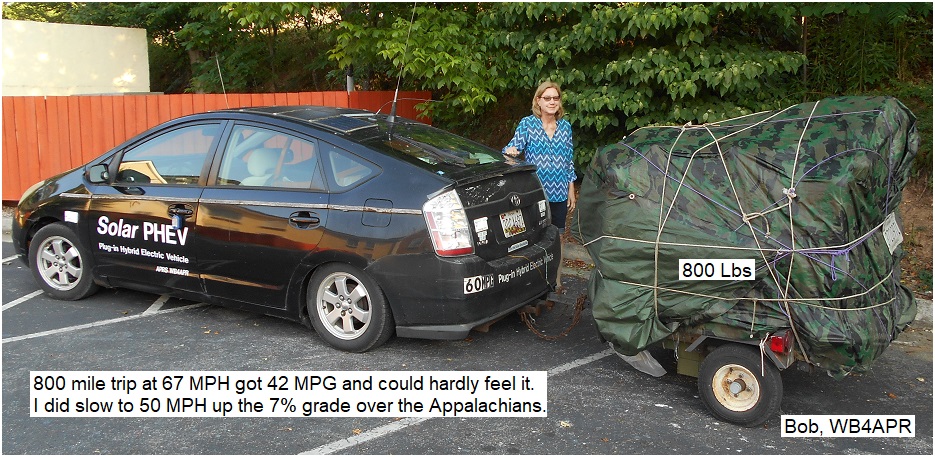 Solar PHEV
Plug-in Hybrid Electric Vehicle
APRS WB4APR
Plug-in Hybrid Electric Vehicle
800 Lbs
800 mile trip at 67 MPH got 42 MPG and could hardly feel it.
I did slow to 50 MPH up the 7% grade over the Appalachians.
Bob, WB4APR